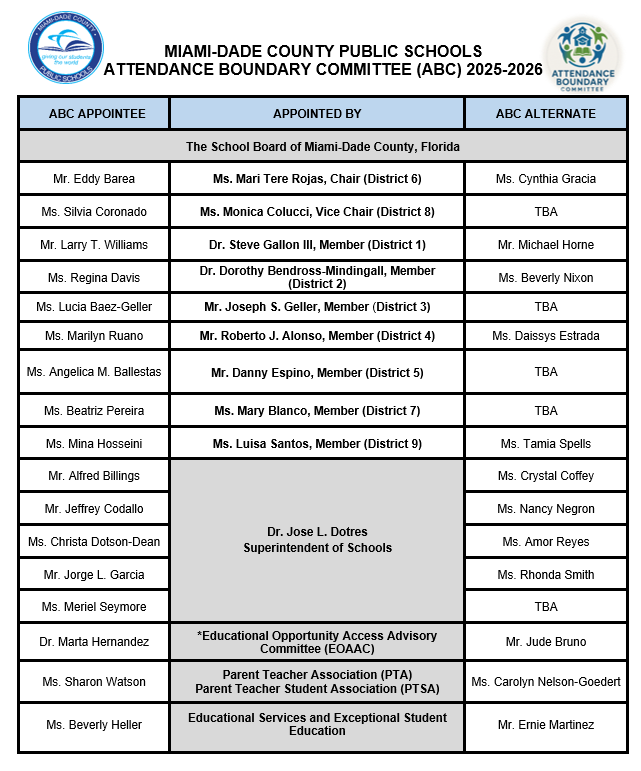 MIAMI-DADE COUNTY
giving our students
the world
PUBLIC SCHOOLS
MIAMI-DADE COUNTY PUBLIC SCHOOLS
ATTENDANCE BOUNDARY COMMITTEE (ABC) 2025-2026
ATTENDANCE
BOUNDARY
COMMITTEE
ABC APPOINTEE APPOINTED BY ABC ALTERNATE
The School Board of Miami-Dade County, Florida
Mr. Eddy Barea Ms. Mari Tere Rojas, Chair (District 6) Ms. Cynthia Gracia
Ms. Silvia Coronado Ms. Monica Colucci, Vice Chair (District 8) TBA
Mr. Larry T. Williams Dr. Steve Gallon III, Member (District 1) Mr. Michael Horne
Ms. Regina Davis Dr. Dorothy Bendross-Mindingall, Member
(District 2) Ms. Beverly Nixon
Ms. Lucia Baez-Geller Mr. Joseph S. Geller, Member (District 3) TBA
Ms. Marilyn Ruano Mr. Roberto J. Alonso, Member (District 4) Ms. Daissys Estrada
Ms. Angelica M. Ballestas Mr. Danny Espino, Member (District 5) TBA
Ms. Beatriz Pereira Ms. Mary Blanco, Member (District 7) TBA
Ms. Mina Hosseini Ms. Luisa Santos, Member (District 9) Ms. Tamia Spells
Mr. Alfred Billings Ms. Crystal Coffey
Mr. Jeffrey Codallo Ms. Nancy Negron
Dr. Jose L. Dotres
Superintendent of Schools
Ms. Christa Dotson-Dean Ms. Amor Reyes
Mr. Jorge L. Garcia Ms. Rhonda Smith
Ms. Meriel Seymore TBA
Dr. Marta Hernandez *Educational Opportunity Access Advisory
Committee (EOAAC) Mr. Jude Bruno
Ms. Sharon Watson Parent Teacher Association (PTA)
Parent Teacher Student Association (PTSA) Ms. Carolyn Nelson-Goedert
Ms. Beverly Heller Educational Services and Exceptional Student
Education Mr. Ernie Martinez